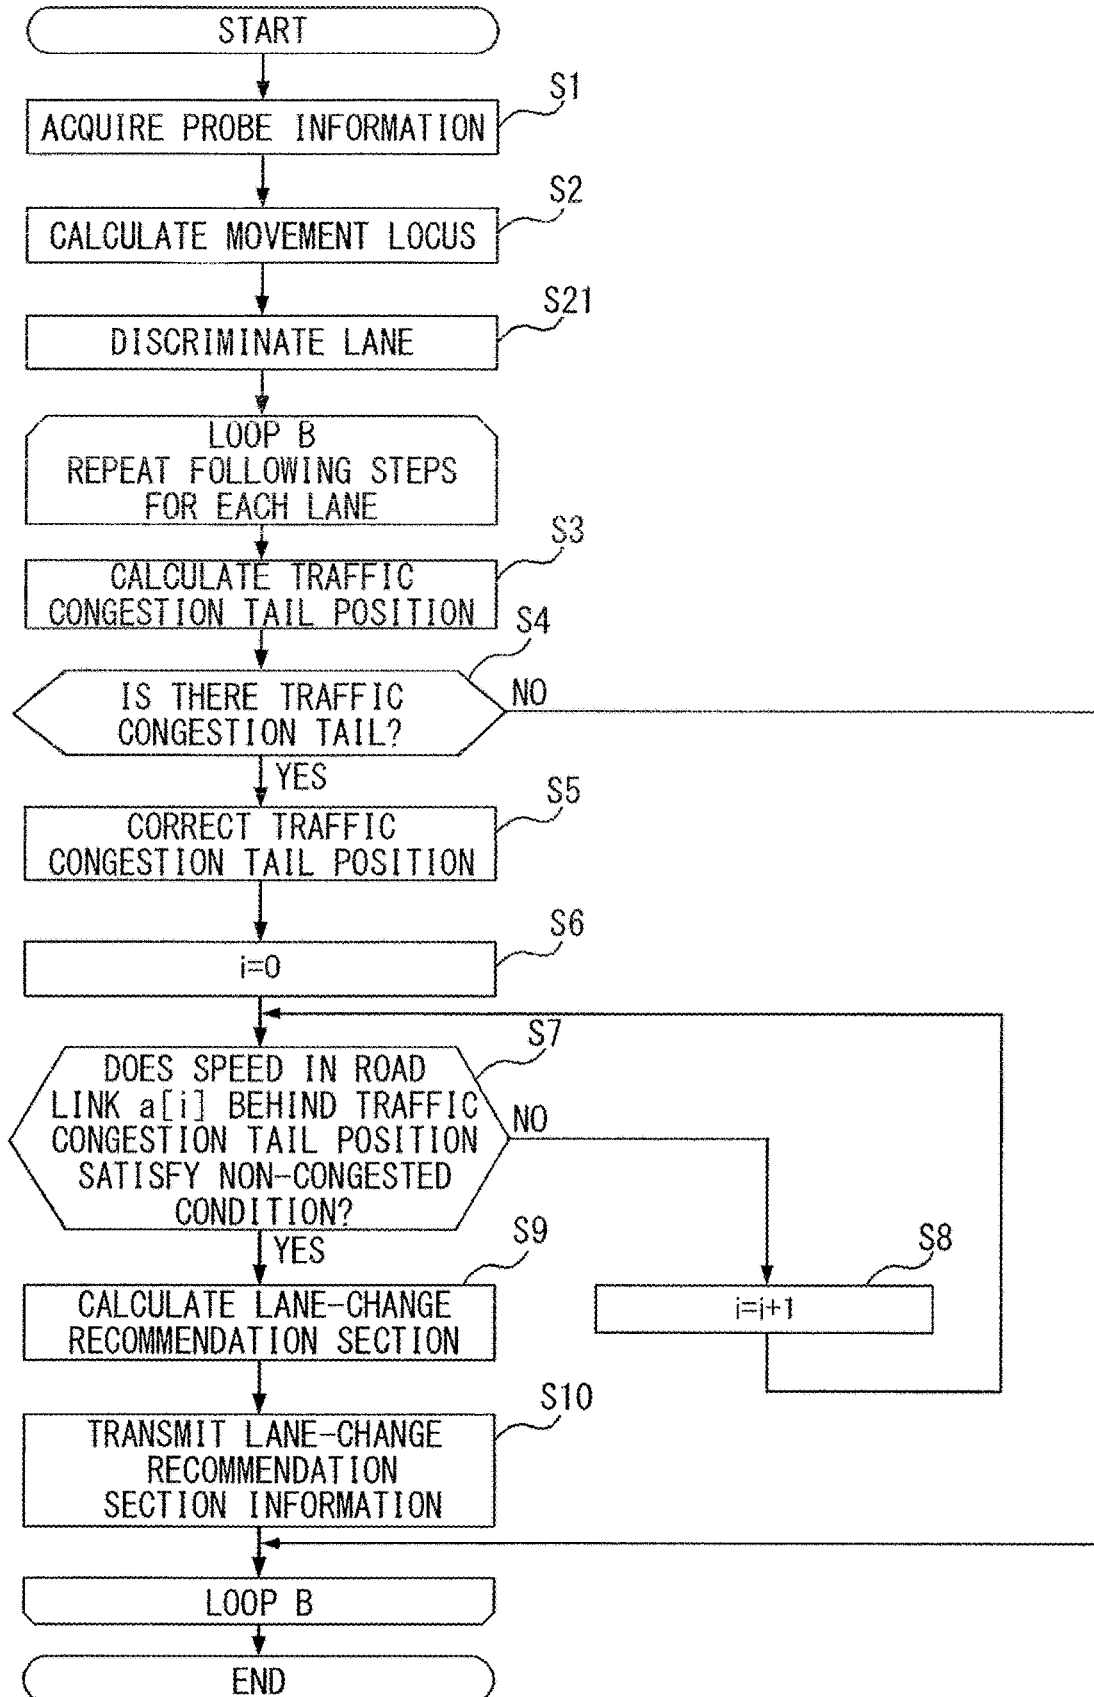 START
S1
ACQUIRE PROBE INFORMATION
S2
CALCULATE MOVEMENT LOCUS
S21
DISCRIMINATE LANE
LOOP B
REPEAT FOLLOWING STEPS
FOR EACH LANE
S3
CALCULATE TRAFFIC
CONGESTION TAIL POSITION
S4
IS THERE TRAFFIC
CONGESTION TAIL?
NO
YES
S5
CORRECT TRAFFIC
CONGESTION TAIL POSITION
S6
i=0
S7
DOES SPEED IN ROAD
LINK a[i] BEHIND TRAFFIC
CONGESTION TAIL POSITION
SATISFY NON-CONGESTED
CONDITION?
NO
YES
S8
i=i+1
S9
CALCULATE LANE-CHANGE
RECOMMENDATION SECTION
S10
TRANSMIT LANE-CHANGE
RECOMMENDATION
SECTION INFORMATION
LOOP B
END